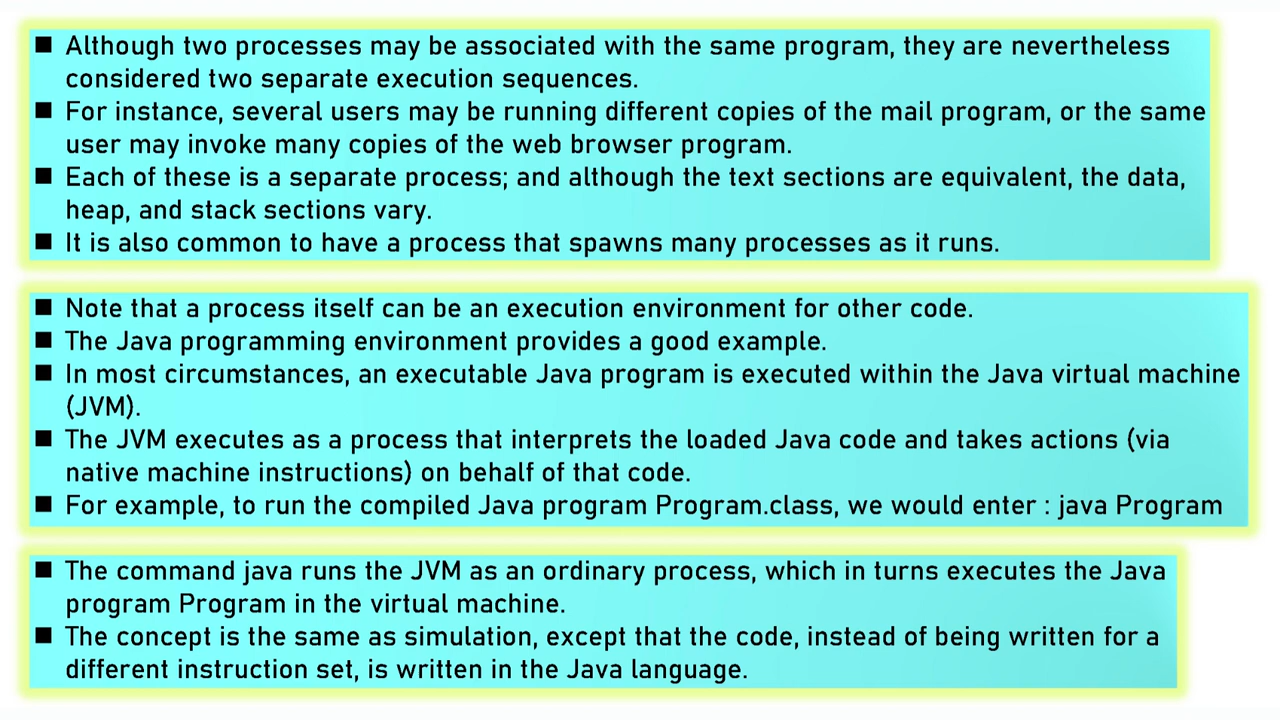 ■ Although two processes may be associated with the same program, they are nevertheless
considered two separate execution sequences.
■ For instance, several users may be running different copies of the mail program, or the same
user may invoke many copies of the web browser program.
■ Each of these is a separate process; and although the text sections are equivalent, the data,
heap, and stack sections vary.
■ It is also common to have a process that spawns many processes as it runs.
■ Note that a process itself can be an execution environment for other code.
■ The Java programming environment provides a good example.
■ In most circumstances, an executable Java program is executed within the Java virtual machine
(JVM).
■ The JVM executes as a process that interprets the loaded Java code and takes actions (via
native machine instructions) on behalf of that code.
■ For example, to run the compiled Java program Program.class, we would enter : java Program
■ The command java runs the JVM as an ordinary process, which in turns executes the Java
program Program in the virtual machine.
■ The concept is the same as simulation, except that the code, instead of being written for a
different instruction set, is written in the Java language.